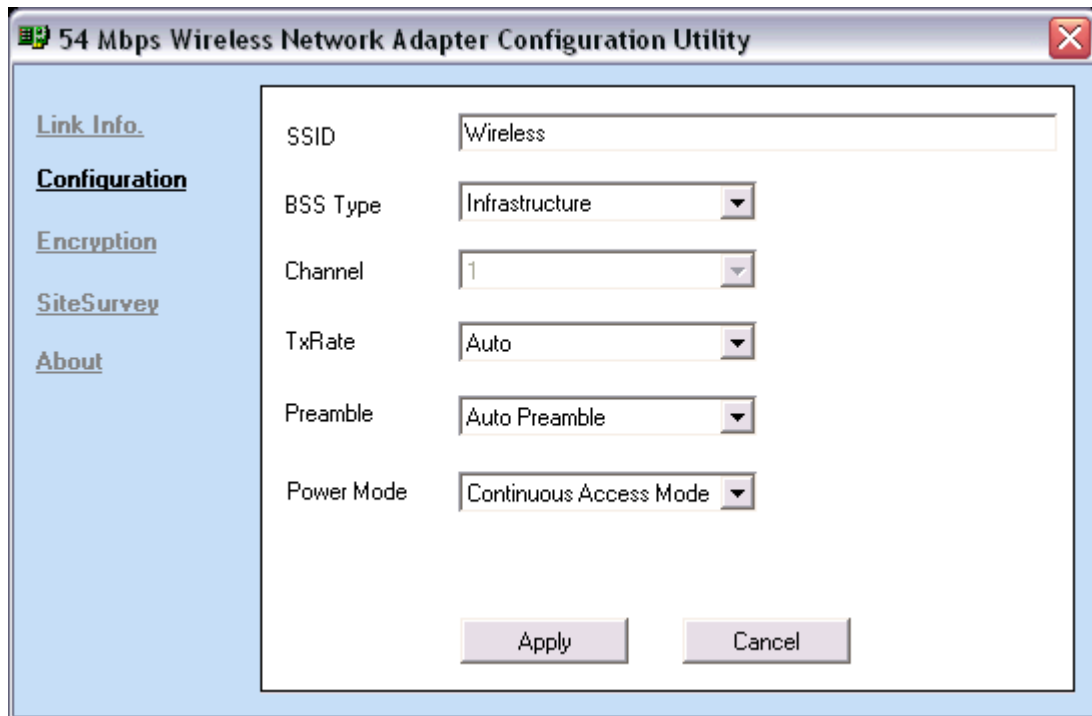 54 Mbps Wireless Network Adapter Configuration Utility
Link Info.
Configuration
Encryption
SiteSurvey
About
SSID Wireless
BSS Type Infrastructure
Channel 1
TxRate Auto
Preamble Auto Preamble
Power Mode Continuous Access Mode
Apply Cancel